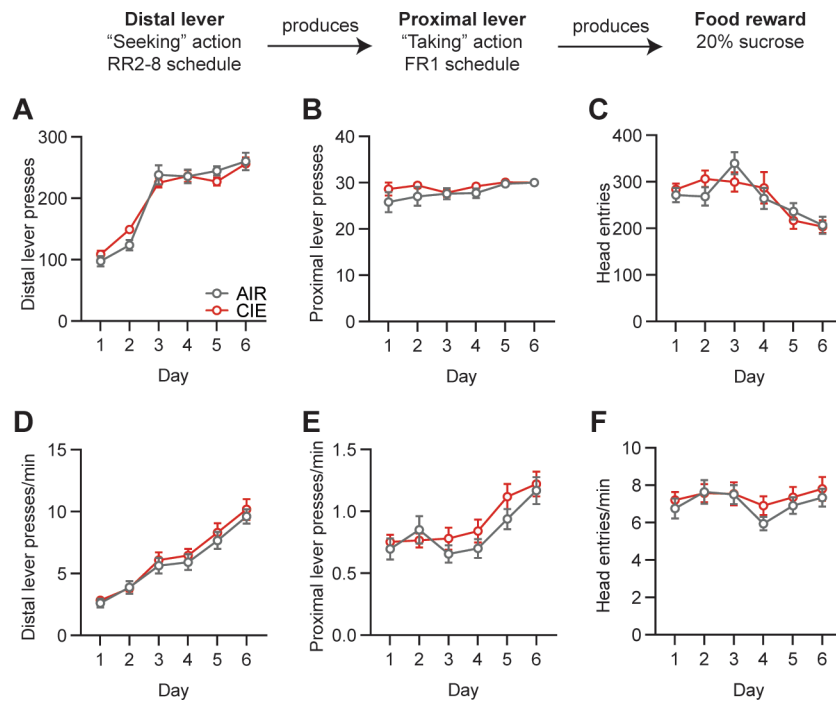 Distal lever
"Seeking" action
RR2-8 schedule
produces
Proximal lever
"Taking" action
FR1 schedule
produces
Food reward
20% sucrose
A
Distal lever presses
300
200
100
0
AIR
CIE
1 2 3 4 5 6
Day
B
Proximal lever presses
40
30
20
10
0
1 2 3 4 5 6
Day
C
Head entries
400
300
200
300
0
1 2 3 4 5 6
Day
D
Distal lever presses/min
15
10
5
0
1 2 3 4 5 6
Day
E
Proximal lever presses/min
1.5
1.0
0.5
0.0
1 2 3 4 5 6
Day
F
Head entries/min
10
8
6
4
2
0
1 2 3 4 5 6
Day